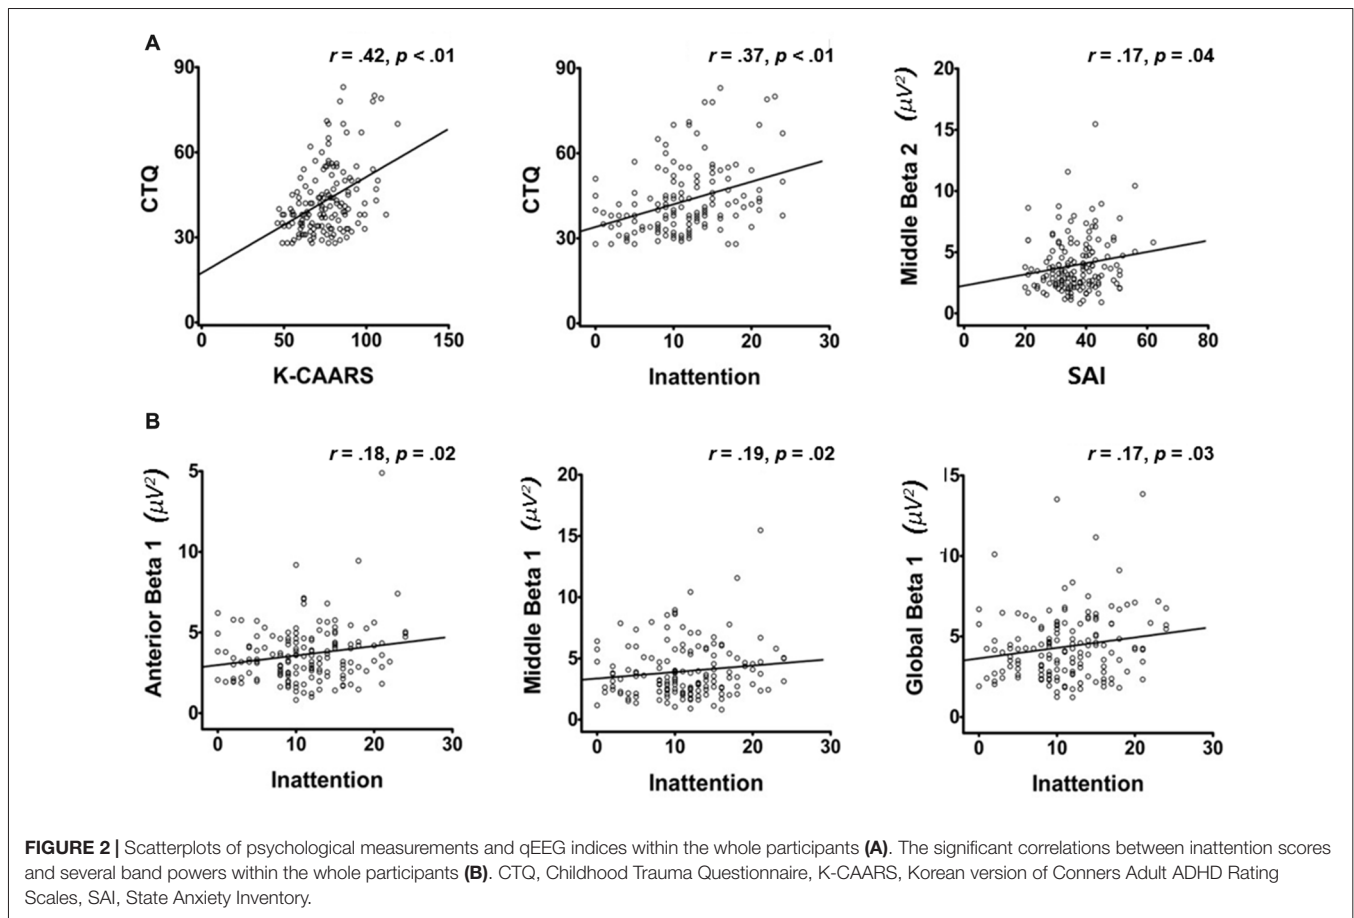 A
r = .42, p < .01
90
60
30
0
CTQ
0 50 100 150
K-CAARS
r = .37, p < .01
90
60
30
0
CTQ
0 10 20 30
Inattention
r = .17, p = .04
20
15
10
5
0
Middle Beta 2 (μV²)
0 20 40 60 80
SAI
B
r = .18, p = .02
5
10
5
0
Anterior Beta 1 (μV²)
0 10 20 30
Inattention
r = .19, p = .02
20
15
10
5
0
Middle Beta 1 (μV²)
0 10 20 30
Inattention
r = .17, p = .03
15
10
5
0
Global Beta 1 (μV²)
0 10 20 30
Inattention
FIGURE 2 | Scatterplots of psychological measurements and qEEG indices within the whole participants (A). The significant correlations between inattention scores
and several band powers within the whole participants (B). CTQ, Childhood Trauma Questionnaire, K-CAARS, Korean version of Conners Adult ADHD Rating
Scales, SAI, State Anxiety Inventory.